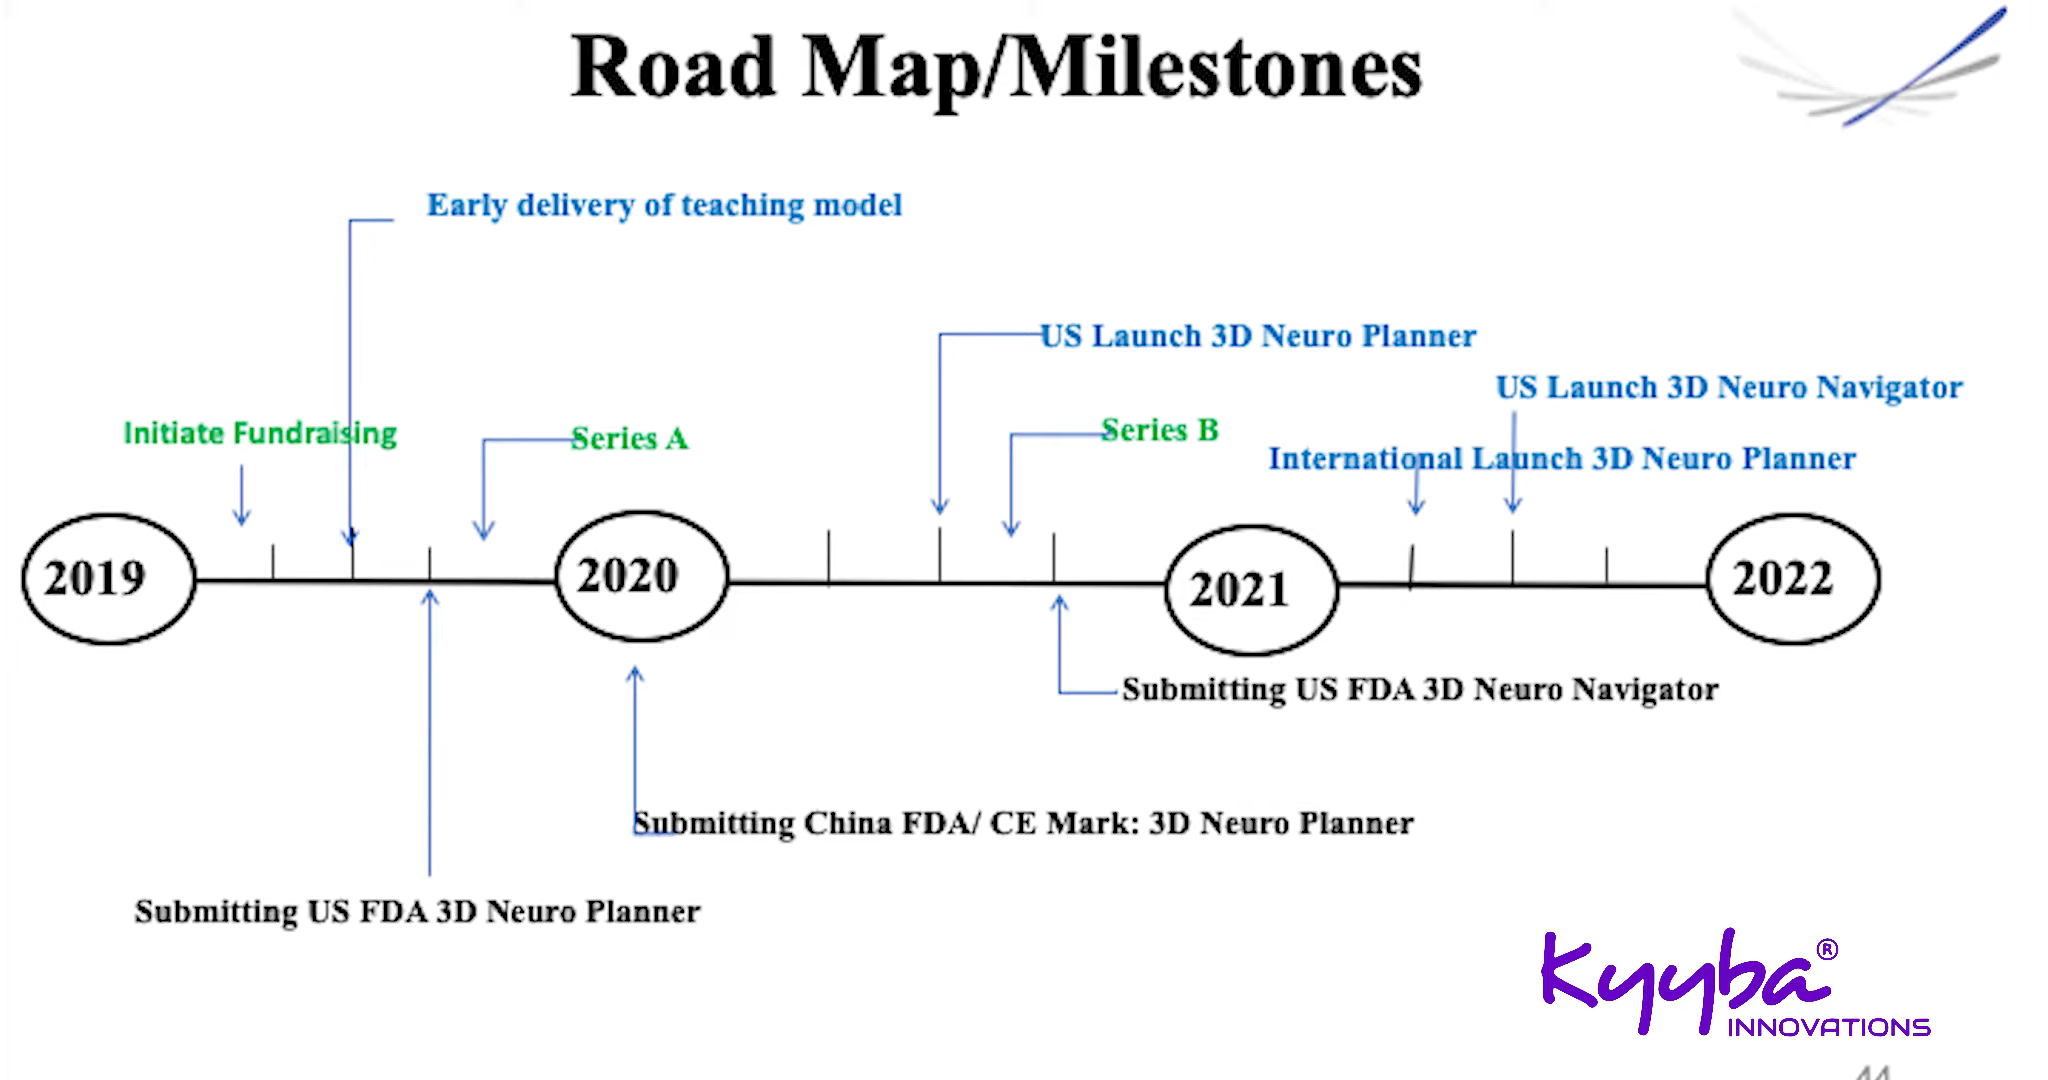 Road Map/Milestones
Early delivery of teaching model
US Launch 3D Neuro Planner
US Launch 3D Neuro Navigator
Initiate Fundraising
Series A
Series B
International Launch 3D Neuro Planner
2019
2020
2021
2022
Submitting US FDA 3D Neuro Navigator
Submitting China FDA/ CE Mark: 3D Neuro Planner
Submitting US FDA 3D Neuro Planner
Kyyba®
INNOVATIONS
44